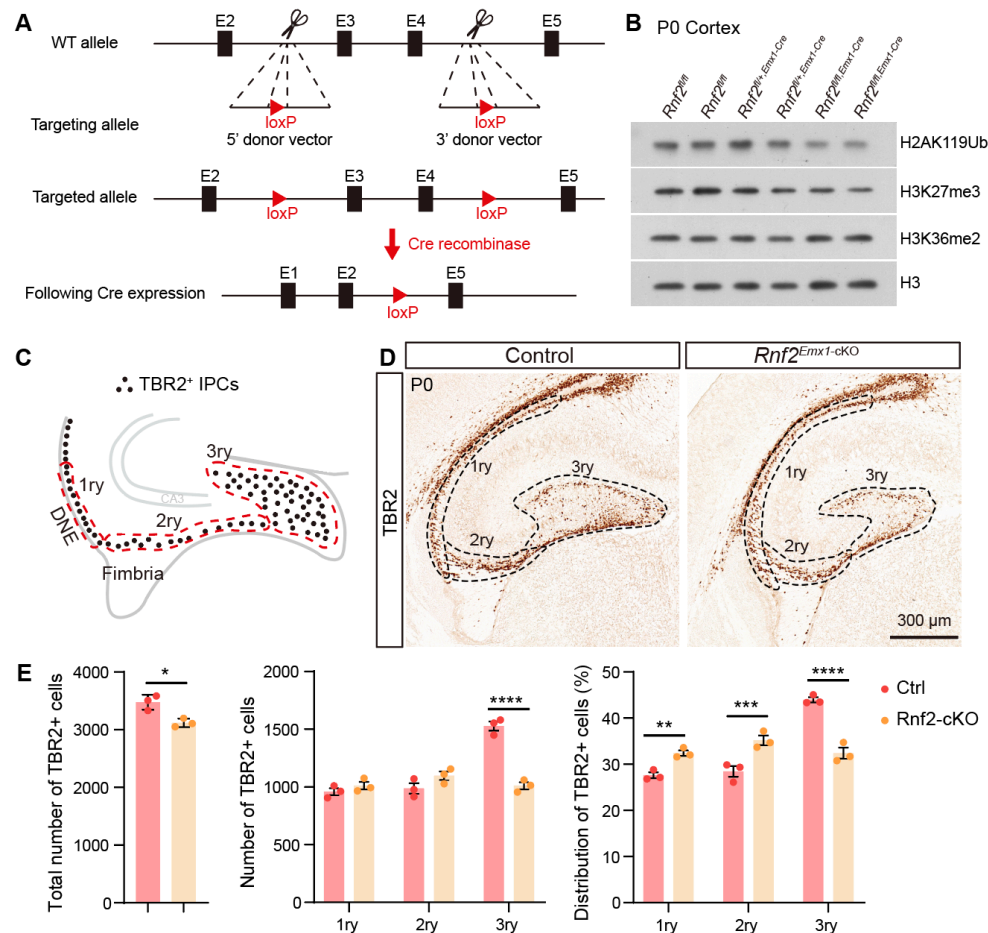 A
E2 E3 E4 E5
WT allele
loxP loxP
Targeting allele
5’ donor vector 3’ donor vector
E2 E3 E4 E5
Targeted allele
loxP loxP
Cre recombinase
E1 E2 E5
Following Cre expression
loxP
B P0 Cortex
Rnf2fl/fl
Rnf2fl/fl
Rnf2fl/+,Emx1-Cre
Rnf2fl/+,Emx1-Cre
Rnf2fl/fl,Emx1-Cre
Rnf2fl/fl,Emx1-Cre
H2AK119Ub
H3K27me3
H3K36me2
H3
C
TBR2+ IPCs
3ry
1ry
CA3
2ry
DNE
Fimbria
D
Control Rnf2Emx1-cKO
TBR2
P0
1ry 3ry 2ry
1ry 3ry 2ry
300 μm
E
Total number of TBR2+ cells
4000
3000
2000
1000
0
*
Number of TBR2+ cells
2000
1500
1000
500
0
****
1ry 2ry 3ry
Distribution of TBR2+ cells (%)
50
40
30
20
10
0
** *** ****
1ry 2ry 3ry
Ctrl
Rnf2-cKO